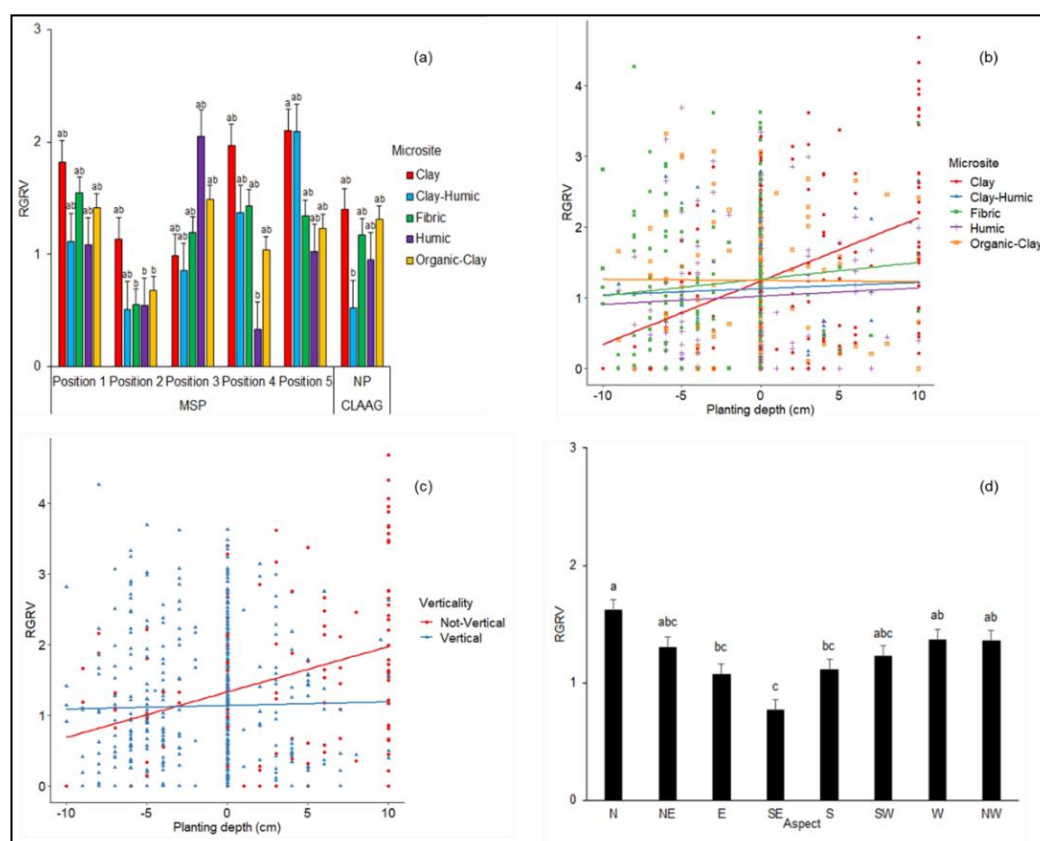 (a)
3
2
1
0
RGRV
ab ab ab ab ab
ab ab b ab b
ab ab ab ab ab
ab ab ab b ab
a ab ab ab ab
ab b ab ab ab
Position 1 Position 2 Position 3 Position 4 Position 5 NP
MSP CLAAG
Microsite
Clay
Clay-Humic
Fibric
Humic
Organic-Clay
(b)
4
3
2
1
0
RGRV
-10 -5 0 5 10
Planting depth (cm)
Microsite
Clay
Clay-Humic
Fibric
Humic
Organic-Clay
(c)
4
3
2
1
0
RGRV
-10 -5 0 5 10
Planting depth (cm)
Verticality
Not-Vertical
Vertical
(d)
3
2
1
0
RGRV
a abc bc c bc abc ab ab
N NE E SE S SW W NW
Aspect